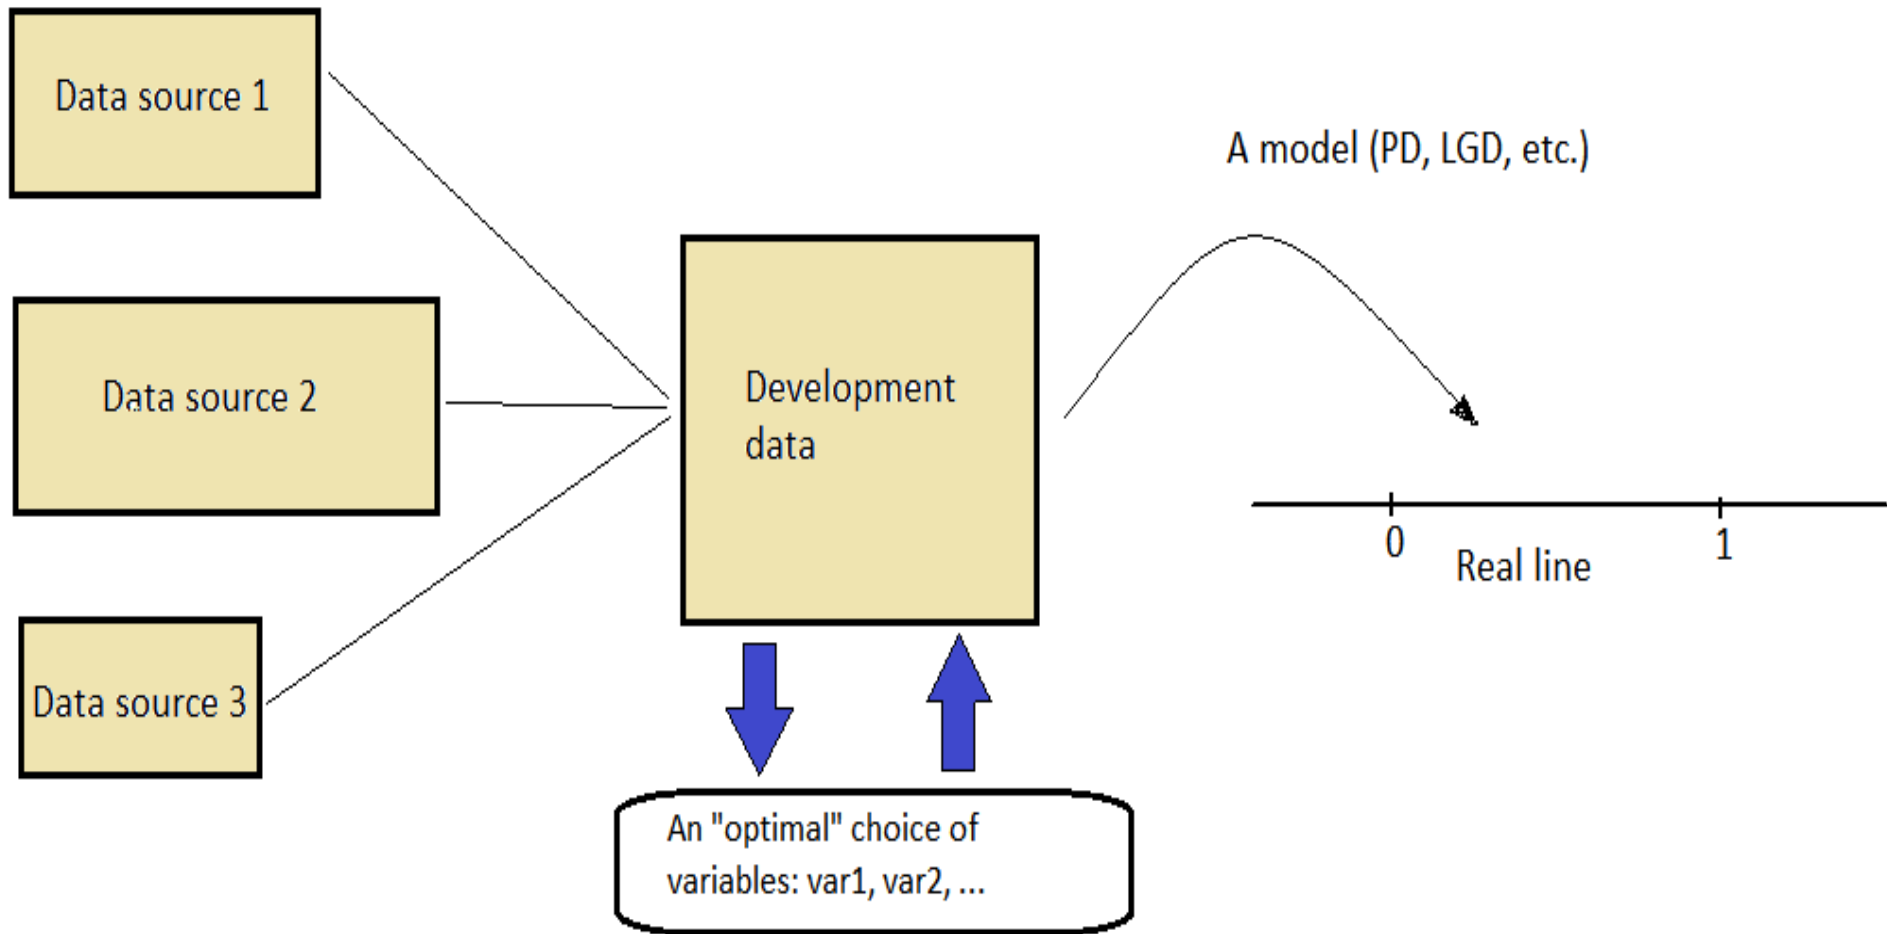 Data source 1
A model (PD, LGD, etc.)
Data source 2
Development
data
0
1
Real line
Data source 3
An "optimal" choice of
variables: var1, var2, ...